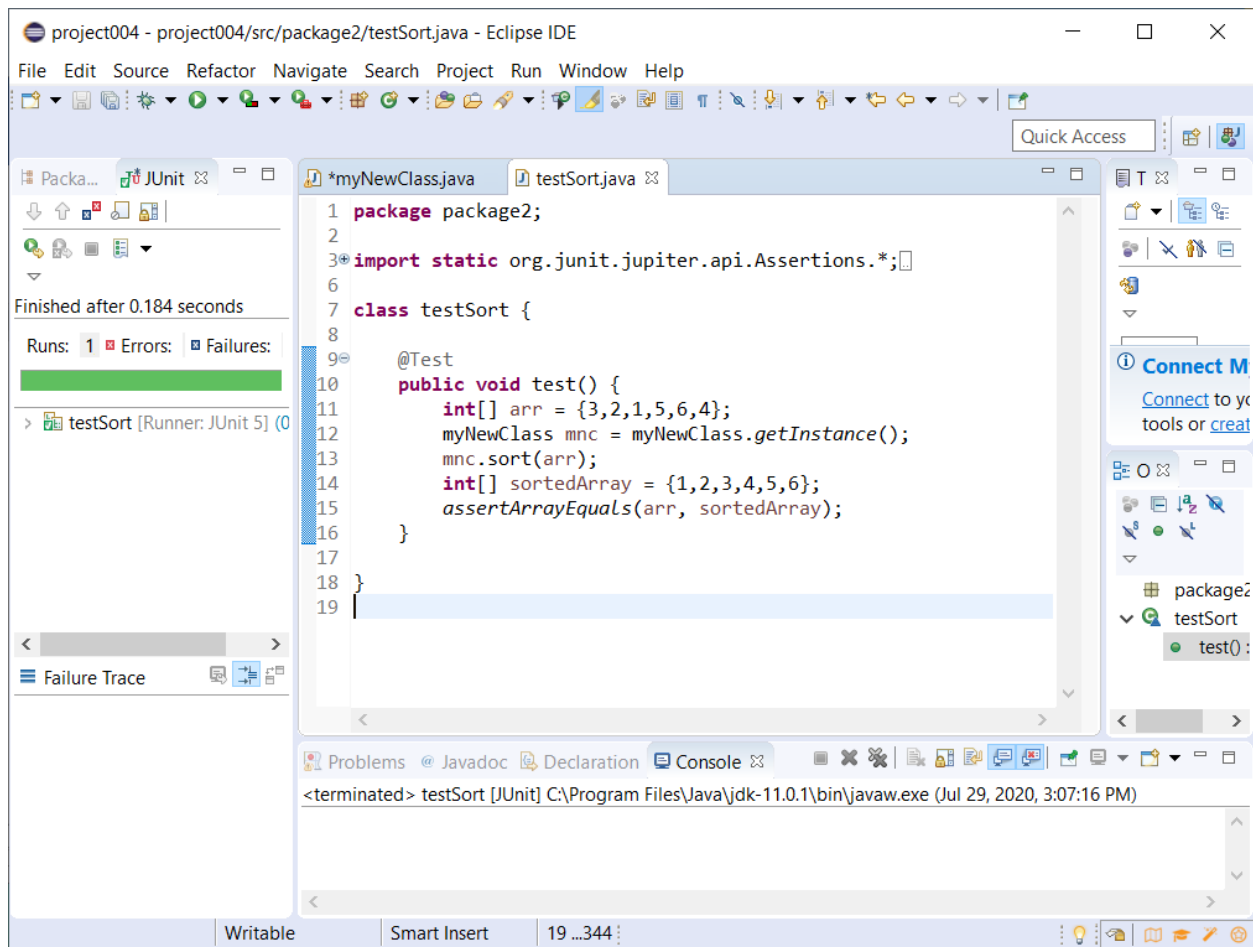 project004 - project004/src/package2/testSort.java - Eclipse IDE
File Edit Source Refactor Navigate Search Project Run Window Help
Quick Access
Packa... JUnit
*myNewClass.java testSort.java
T
Finished after 0.184 seconds
Runs: 1 Errors: Failures:
testSort [Runner: JUnit 5] (0
Failure Trace
1 package package2;
2
3 import static org.junit.jupiter.api.Assertions.*;
6
7 class testSort {
8
9 @Test
10 public void test() {
11 int[] arr = {3,2,1,5,6,4};
12 myNewClass mnc = myNewClass.getInstance();
13 mnc.sort(arr);
14 int[] sortedArray = {1,2,3,4,5,6};
15 assertArrayEquals(arr, sortedArray);
16 }
17
18 }
19
Connect M
Connect to yo
tools or creat
O
package2
testSort
test() :
Problems @ Javadoc Declaration Console
<terminated> testSort [JUnit] C:\Program Files\Java\jdk-11.0.1\bin\javaw.exe (Jul 29, 2020, 3:07:16 PM)
Writable Smart Insert 19 ...344